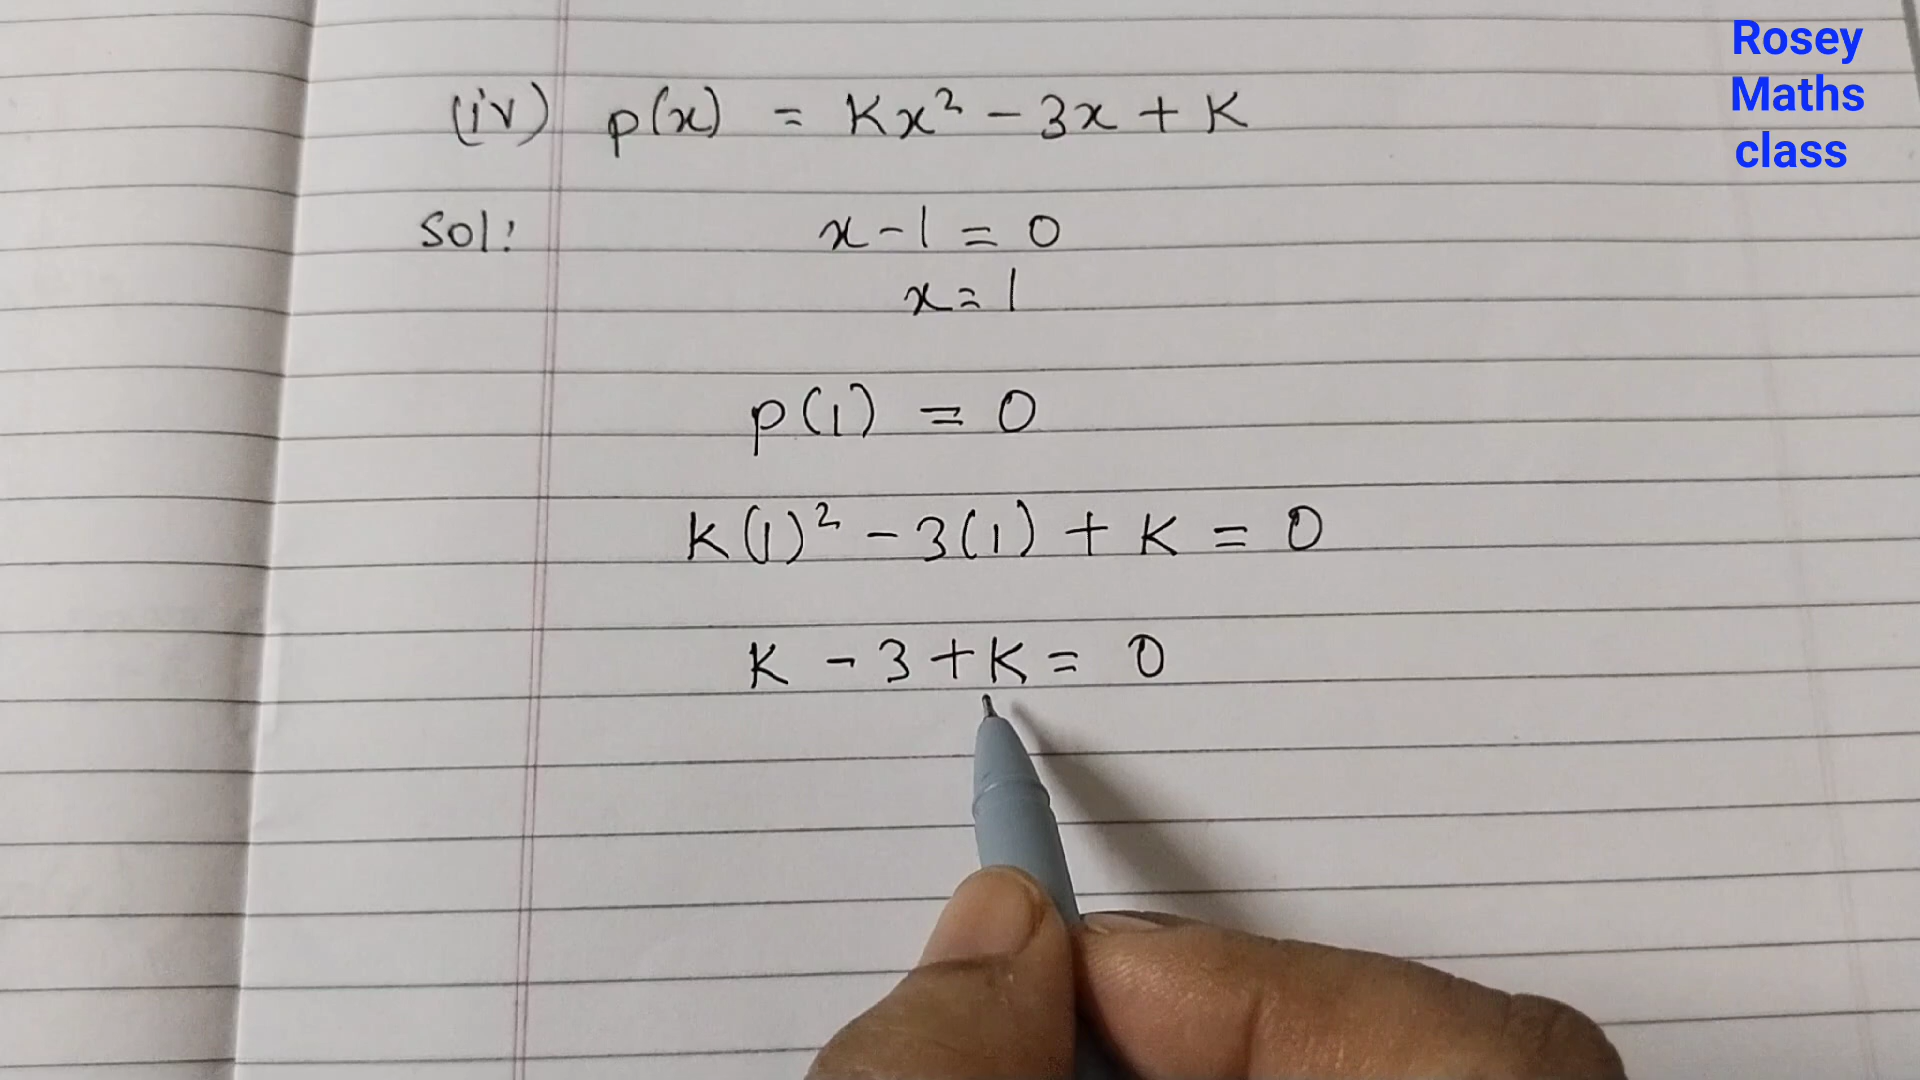 (iv) p(x) = Kx² - 3x + K
Sol:
x - 1 = 0
x = 1
p(1) = 0
K(1)² - 3(1) + K = 0
K - 3 + K = 0
Rosey
Maths
class